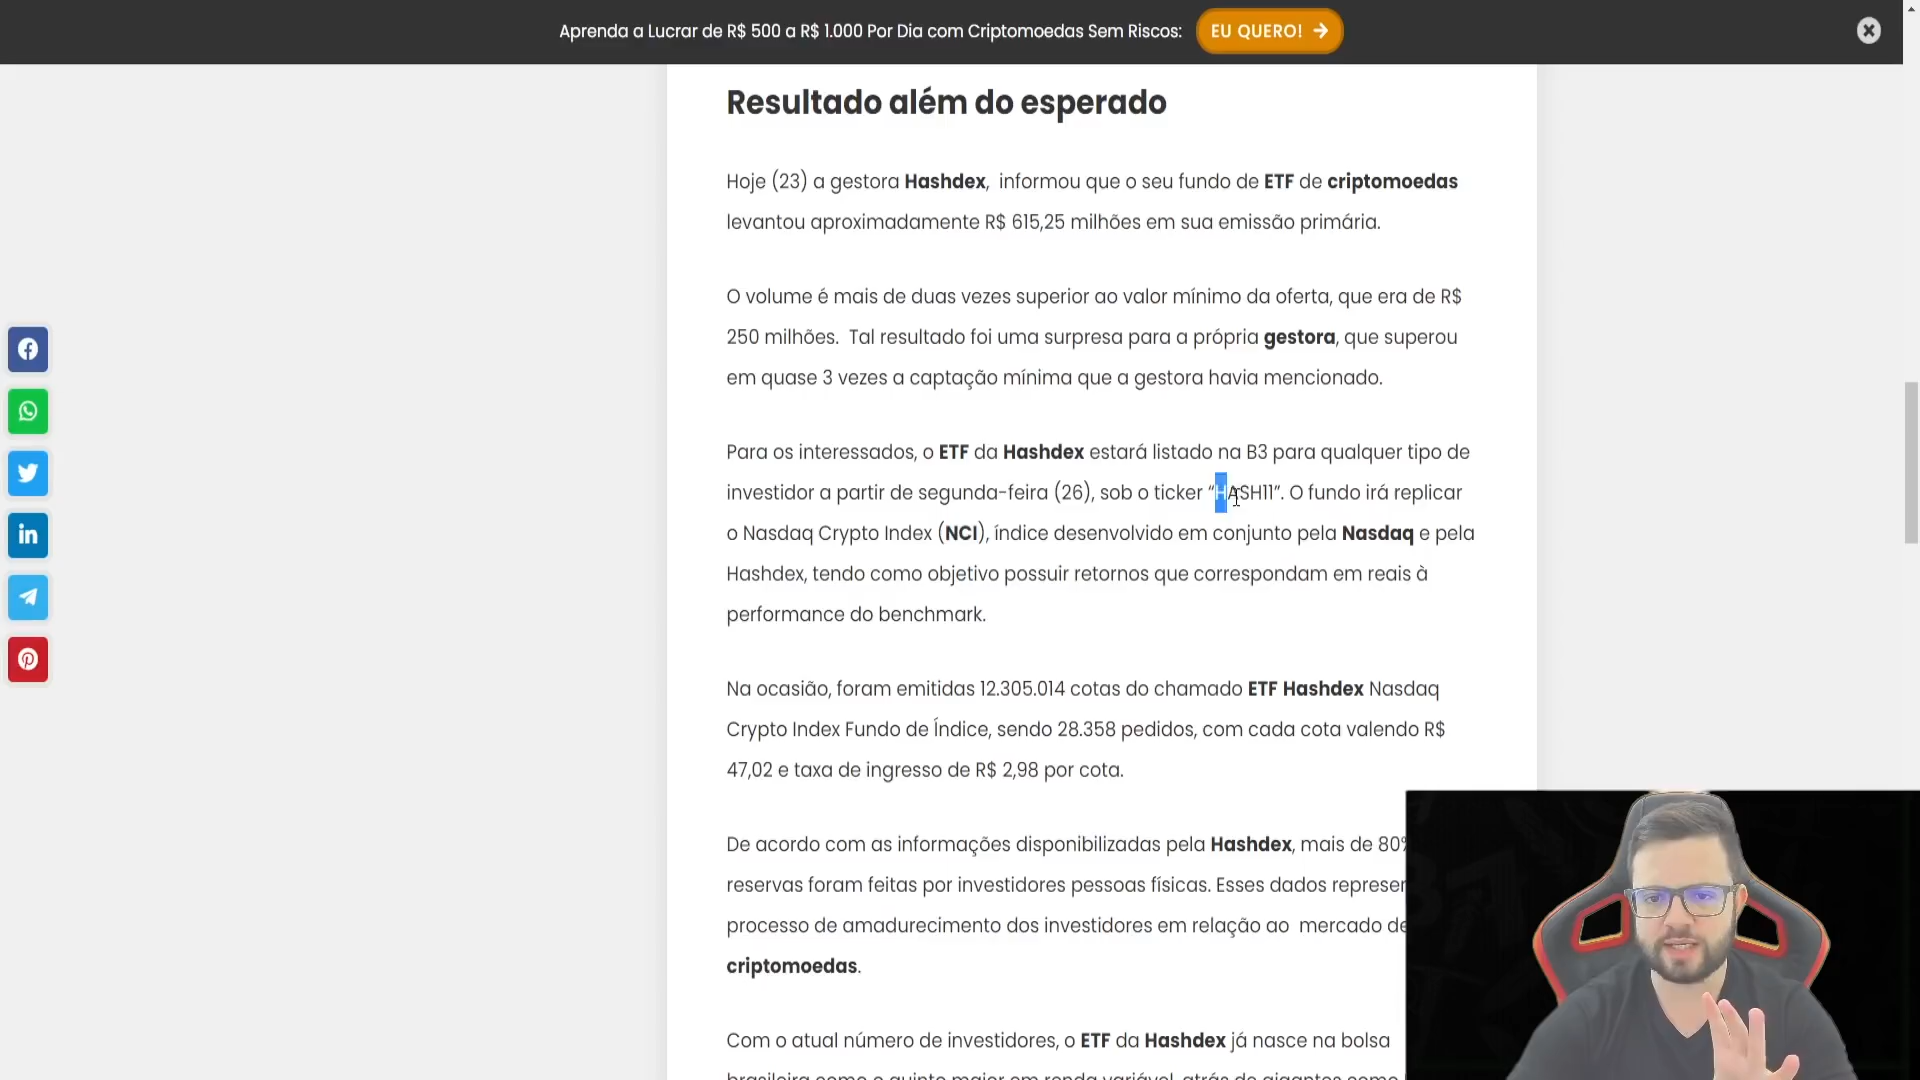 Aprenda a Lucrar de R$ 500 a R$ 1.000 Por Dia com Criptomoedas Sem Riscos: EU QUERO!
Resultado além do esperado
Hoje (23) a gestora Hashdex, informou que o seu fundo de ETF de criptomoedas
levantou aproximadamente R$ 615,25 milhões em sua emissão primária.
O volume é mais de duas vezes superior ao valor mínimo da oferta, que era de R$
250 milhões. Tal resultado foi uma surpresa para a própria gestora, que superou
em quase 3 vezes a captação mínima que a gestora havia mencionado.
Para os interessados, o ETF da Hashdex estará listado na B3 para qualquer tipo de
investidor a partir de segunda-feira (26), sob o ticker “HASH11”. O fundo irá replicar
o Nasdaq Crypto Index (NCI), índice desenvolvido em conjunto pela Nasdaq e pela
Hashdex, tendo como objetivo possuir retornos que correspondam em reais à
performance do benchmark.
Na ocasião, foram emitidas 12.305.014 cotas do chamado ETF Hashdex Nasdaq
Crypto Index Fundo de Índice, sendo 28.358 pedidos, com cada cota valendo R$
47,02 e taxa de ingresso de R$ 2,98 por cota.
De acordo com as informações disponibilizadas pela Hashdex, mais de 80%
reservas foram feitas por investidores pessoas físicas. Esses dados represen
processo de amadurecimento dos investidores em relação ao mercado de
criptomoedas.
Com o atual número de investidores, o ETF da Hashdex já nasce na bolsa
brasileira como o quinto maior em renda variável, atrás de gigantes como